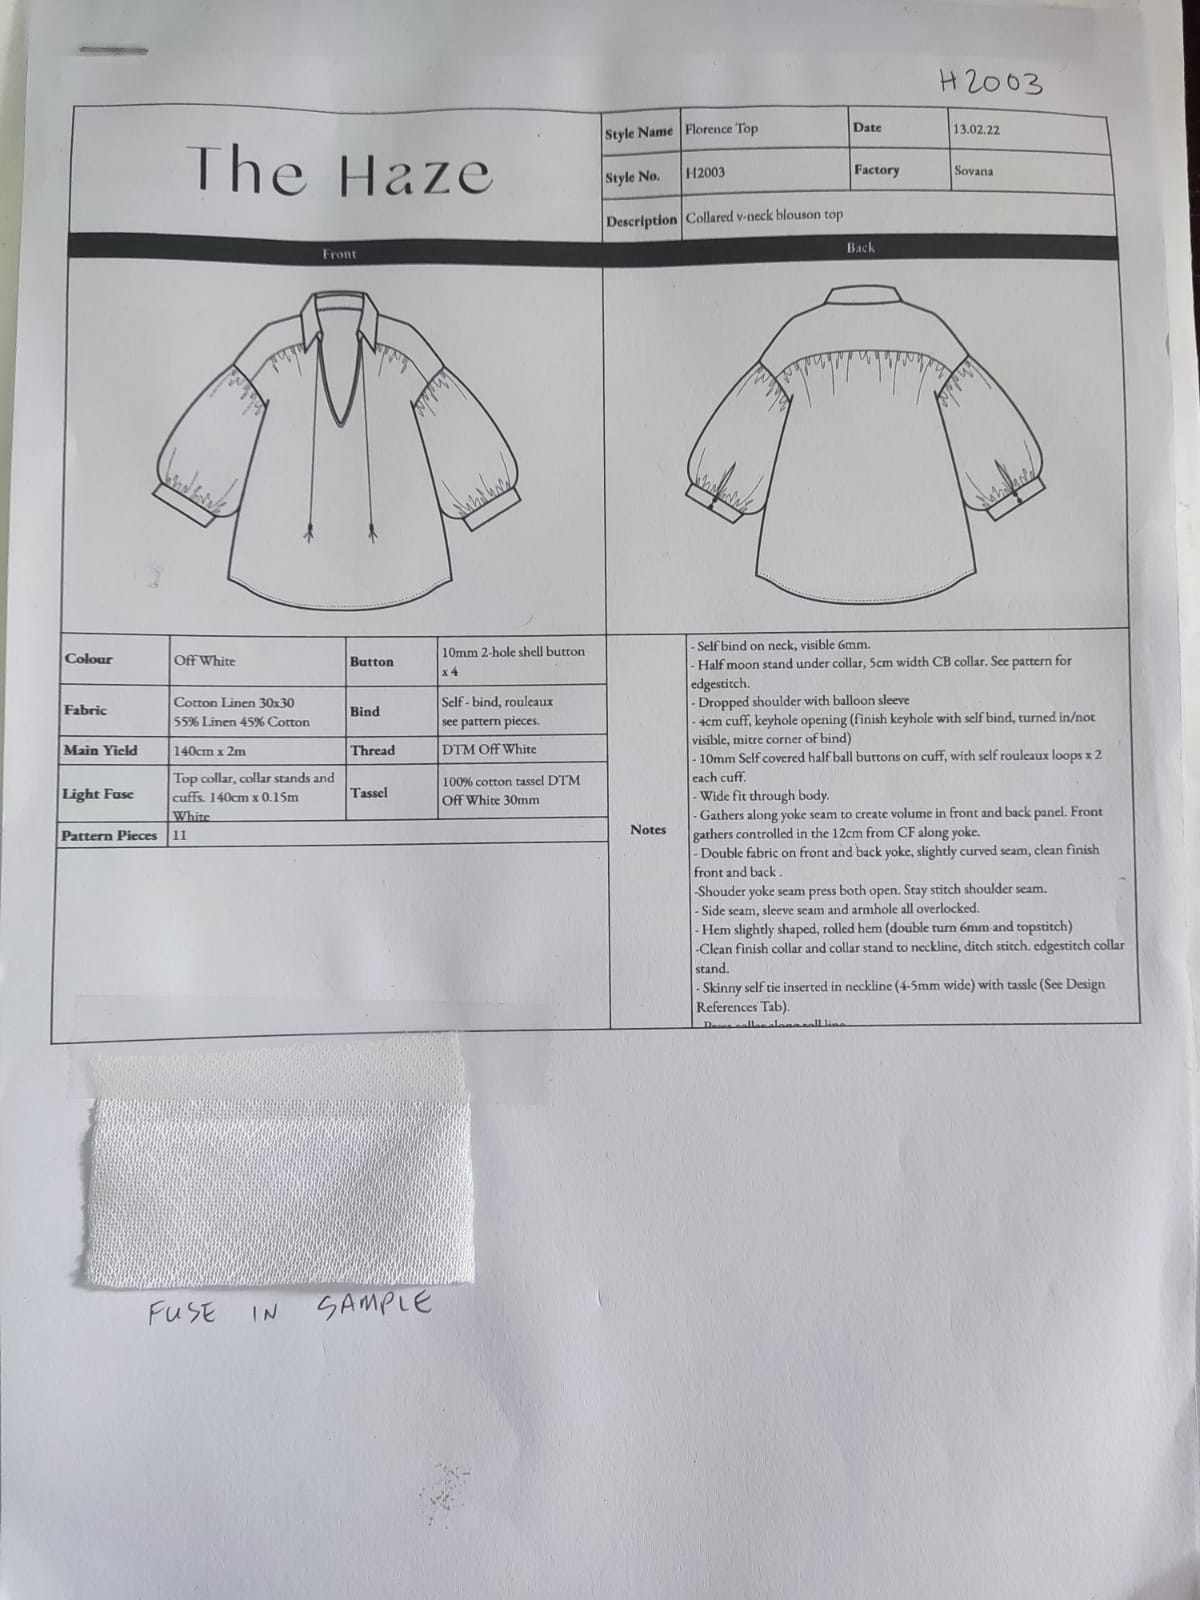 H2003
The Haze
Style Name Florence Top Date 13.02.22
Style No. H2003 Factory Sovana
Description Collared v-neck blouson top
Front Back
Colour Off White Button 10mm 2-hole shell button
x 4
Fabric Cotton Linen 30x30
55% Linen 45% Cotton
Bind Self - bind, rouleaux
see pattern pieces.
Main Yield 140cm x 2m Thread DTM Off White
Light Fuse Top collar, collar stands and
cuffs. 140cm x 0.15m
White
Tassel 100% cotton tassel DTM
Off White 30mm
Pattern Pieces 11
Notes
- Self bind on neck, visible 6mm.
- Half moon stand under collar, 5cm width CB collar. See pattern for
edgestitch.
- Dropped shoulder with balloon sleeve
- 4cm cuff, keyhole opening (finish keyhole with self bind, turned in/not
visible, mitre corner of bind)
- 10mm Self covered half ball buttons on cuff, with self rouleaux loops x 2
each cuff.
- Wide fit through body.
- Gathers along yoke seam to create volume in front and back panel. Front
gathers controlled in the 12cm from CF along yoke.
- Double fabric on front and back yoke, slightly curved seam, clean finish
front and back .
-Shouder yoke seam press both open. Stay stitch shoulder seam.
- Side seam, sleeve seam and armhole all overlocked.
- Hem slightly shaped, rolled hem (double turn 6mm and topstitch)
-Clean finish collar and collar stand to neckline, ditch stitch. edgestitch collar
stand.
- Skinny self tie inserted in neckline (4-5mm wide) with tassle (See Design
References Tab).
Press collar along roll line
FUSE IN SAMPLE